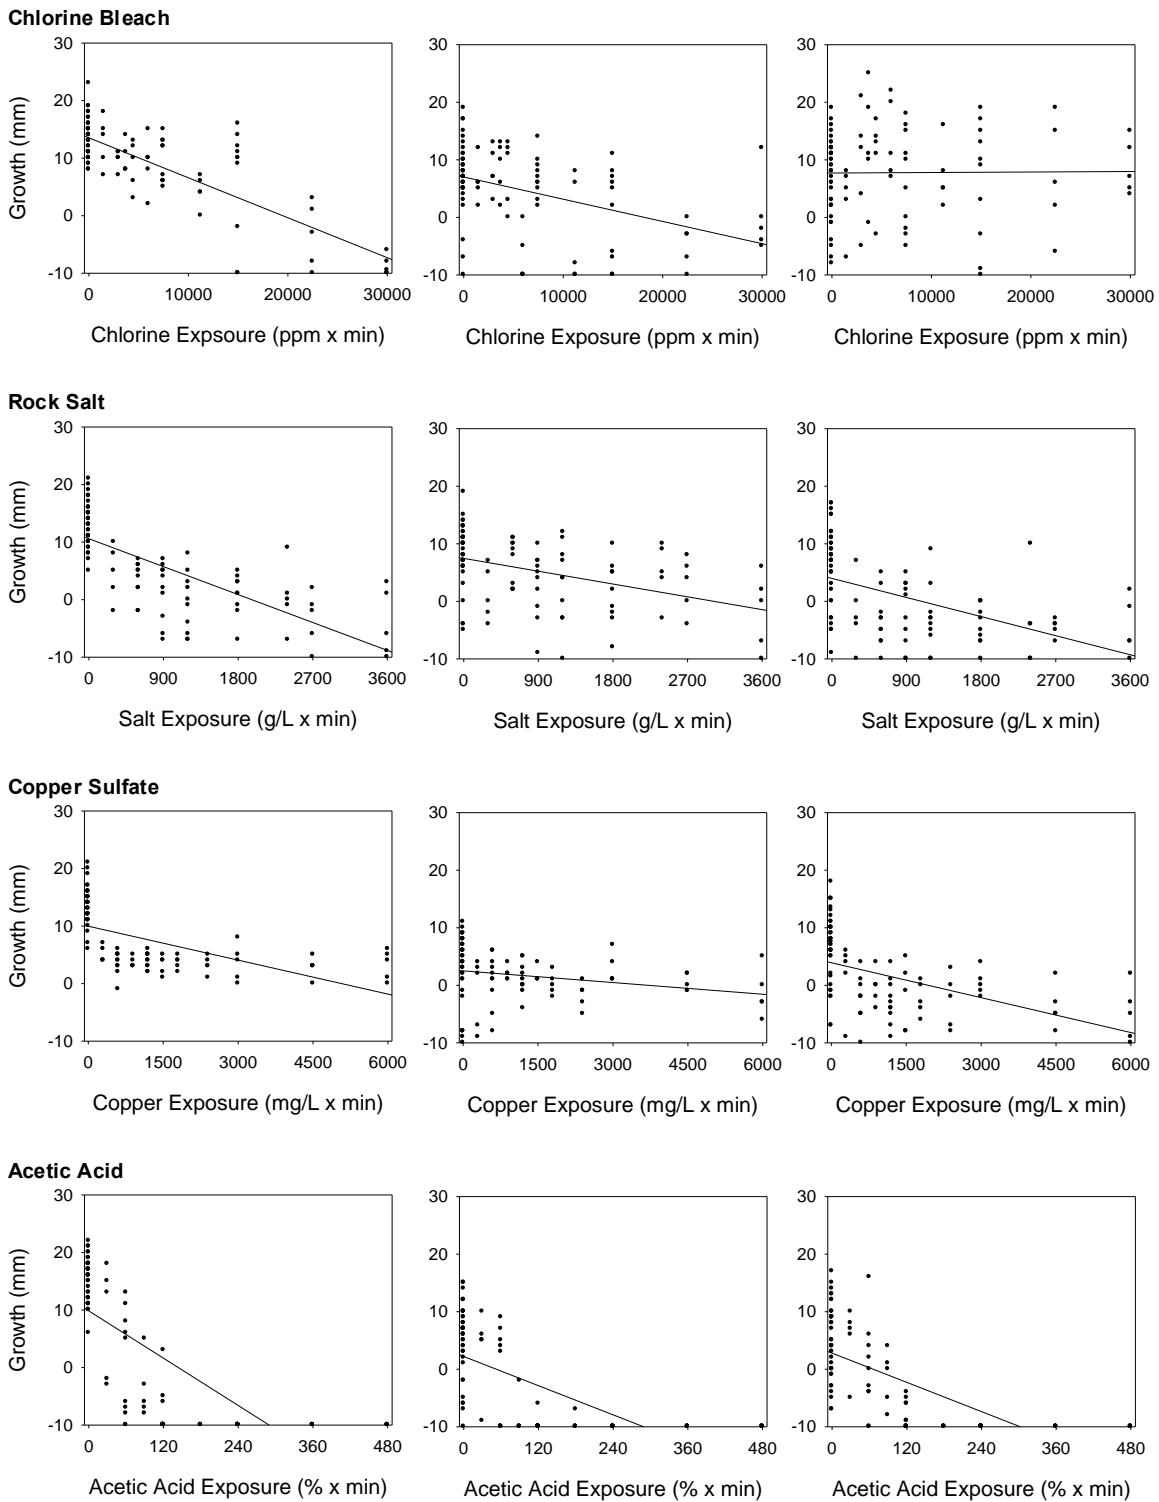 Chlorine Bleach
30 30 30
20 20 20
10 10 10
0 0 0
-10 -10 -10
Growth (mm)
0 10000 20000 30000 0 10000 20000 30000 0 10000 20000 30000
Chlorine Expsoure (ppm x min) Chlorine Exposure (ppm x min) Chlorine Exposure (ppm x min)
Rock Salt
30 30 30
20 20 20
10 10 10
0 0 0
-10 -10 -10
Growth (mm)
0 900 1800 2700 3600 0 900 1800 2700 3600 0 900 1800 2700 3600
Salt Exposure (g/L x min) Salt Exposure (g/L x min) Salt Exposure (g/L x min)
Copper Sulfate
30 30 30
20 20 20
10 10 10
0 0 0
-10 -10 -10
Growth (mm)
0 1500 3000 4500 6000 0 1500 3000 4500 6000 0 1500 3000 4500 6000
Copper Exposure (mg/L x min) Copper Exposure (mg/L x min) Copper Exposure (mg/L x min)
Acetic Acid
30 30 30
20 20 20
10 10 10
0 0 0
-10 -10 -10
Growth (mm)
0 120 240 360 480 0 120 240 360 480 0 120 240 360 480
Acetic Acid Exposure (% x min) Acetic Acid Exposure (% x min) Acetic Acid Exposure (% x min)